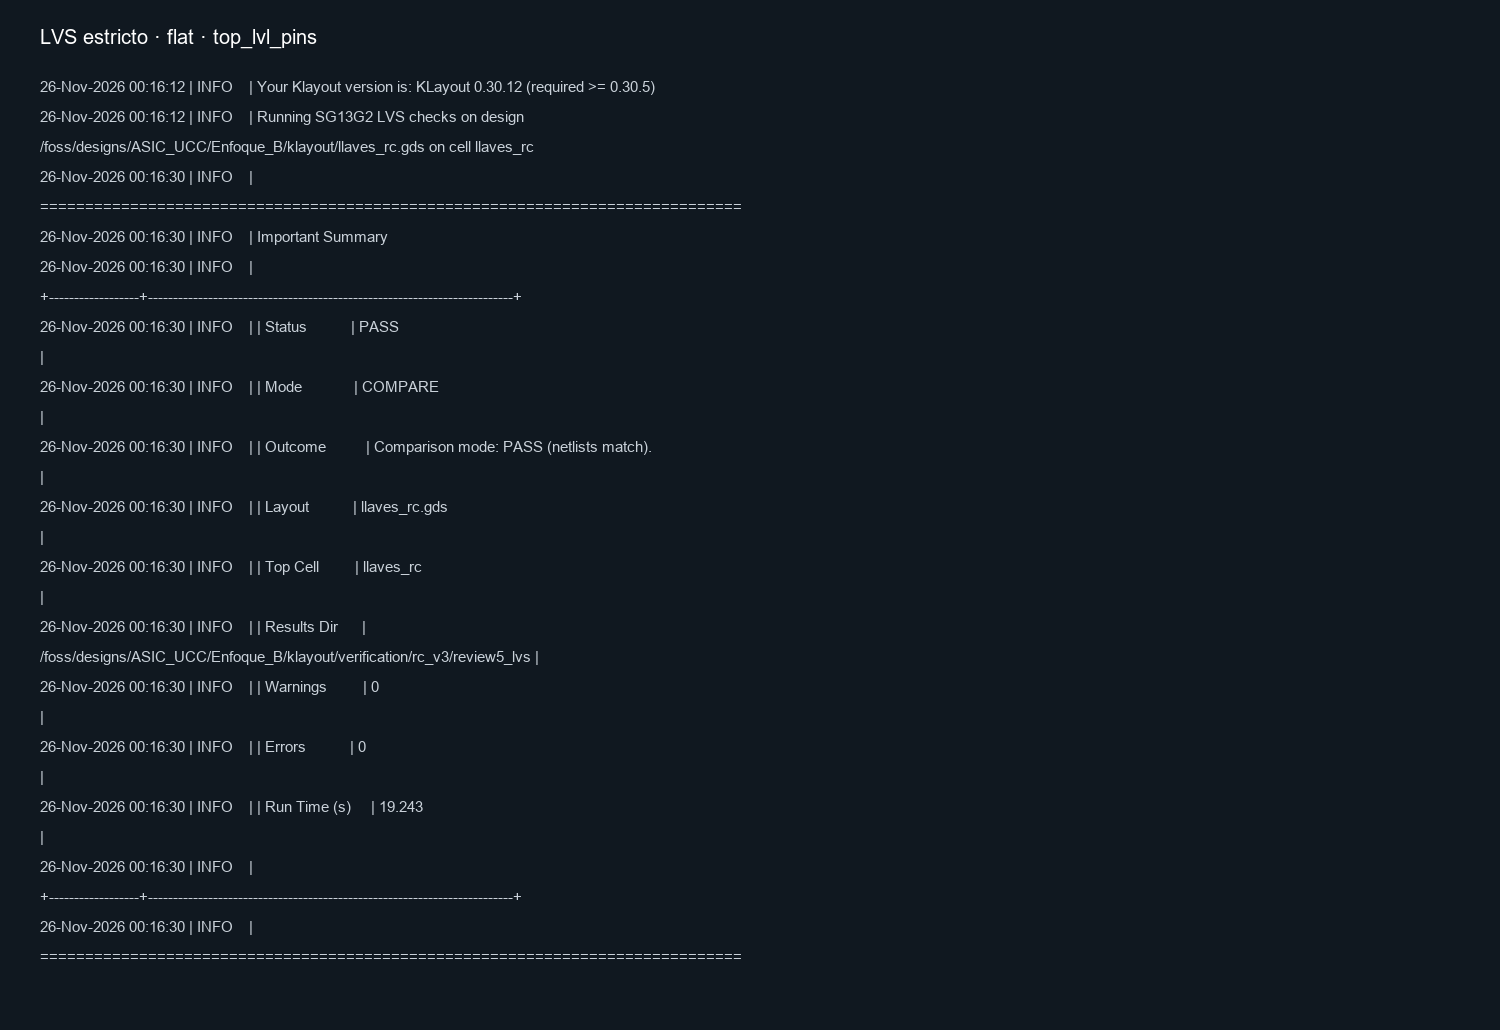 LVS estricto · flat · top_lvl_pins
26-Nov-2026 00:16:12 | INFO    | Your Klayout version is: KLayout 0.30.12 (required >= 0.30.5)
26-Nov-2026 00:16:12 | INFO    | Running SG13G2 LVS checks on design
/foss/designs/ASIC_UCC/Enfoque_B/klayout/llaves_rc.gds on cell llaves_rc
26-Nov-2026 00:16:30 | INFO    |
==============================================================================
26-Nov-2026 00:16:30 | INFO    | Important Summary
26-Nov-2026 00:16:30 | INFO    |
+------------------+-------------------------------------------------------------------------+
26-Nov-2026 00:16:30 | INFO    | | Status           | PASS
|
26-Nov-2026 00:16:30 | INFO    | | Mode             | COMPARE
|
26-Nov-2026 00:16:30 | INFO    | | Outcome          | Comparison mode: PASS (netlists match).
|
26-Nov-2026 00:16:30 | INFO    | | Layout           | llaves_rc.gds
|
26-Nov-2026 00:16:30 | INFO    | | Top Cell         | llaves_rc
|
26-Nov-2026 00:16:30 | INFO    | | Results Dir      |
/foss/designs/ASIC_UCC/Enfoque_B/klayout/verification/rc_v3/review5_lvs |
26-Nov-2026 00:16:30 | INFO    | | Warnings         | 0
|
26-Nov-2026 00:16:30 | INFO    | | Errors           | 0
|
26-Nov-2026 00:16:30 | INFO    | | Run Time (s)     | 19.243
|
26-Nov-2026 00:16:30 | INFO    |
+------------------+-------------------------------------------------------------------------+
26-Nov-2026 00:16:30 | INFO    |
==============================================================================